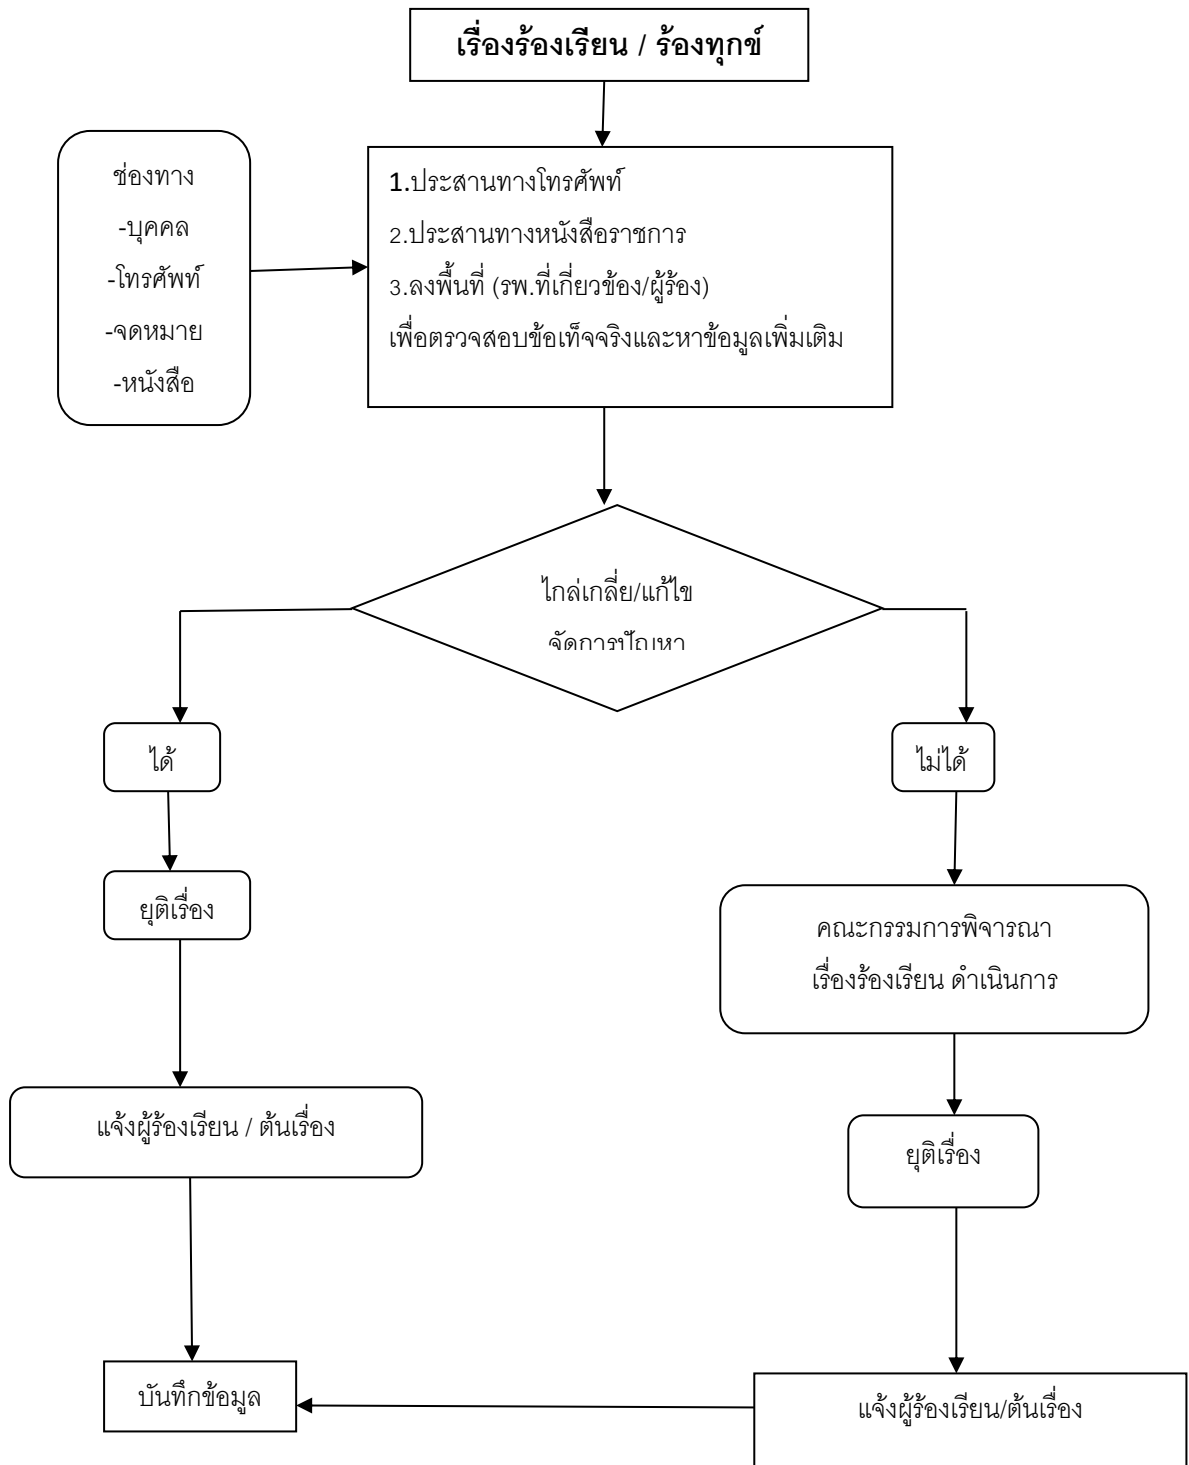 เรื่องร้องเรียน / ร้องทุกข์
ช่องทาง
-บุคคล
-โทรศัพท์
-จดหมาย
-หนังสือ
1.ประสานทางโทรศัพท์
2.ประสานทางหนังสือราชการ
3.ลงพื้นที่ (รพ.ที่เกี่ยวข้อง/ผู้ร้อง)
เพื่อตรวจสอบข้อเท็จจริงและหาข้อมูลเพิ่มเติม
ไกล่เกลี่ย/แก้ไข
จัดการปัญหา
ได้
ไม่ได้
ยุติเรื่อง
คณะกรรมการพิจารณา
เรื่องร้องเรียน ดำเนินการ
แจ้งผู้ร้องเรียน / ต้นเรื่อง
ยุติเรื่อง
บันทึกข้อมูล
แจ้งผู้ร้องเรียน/ต้นเรื่อง